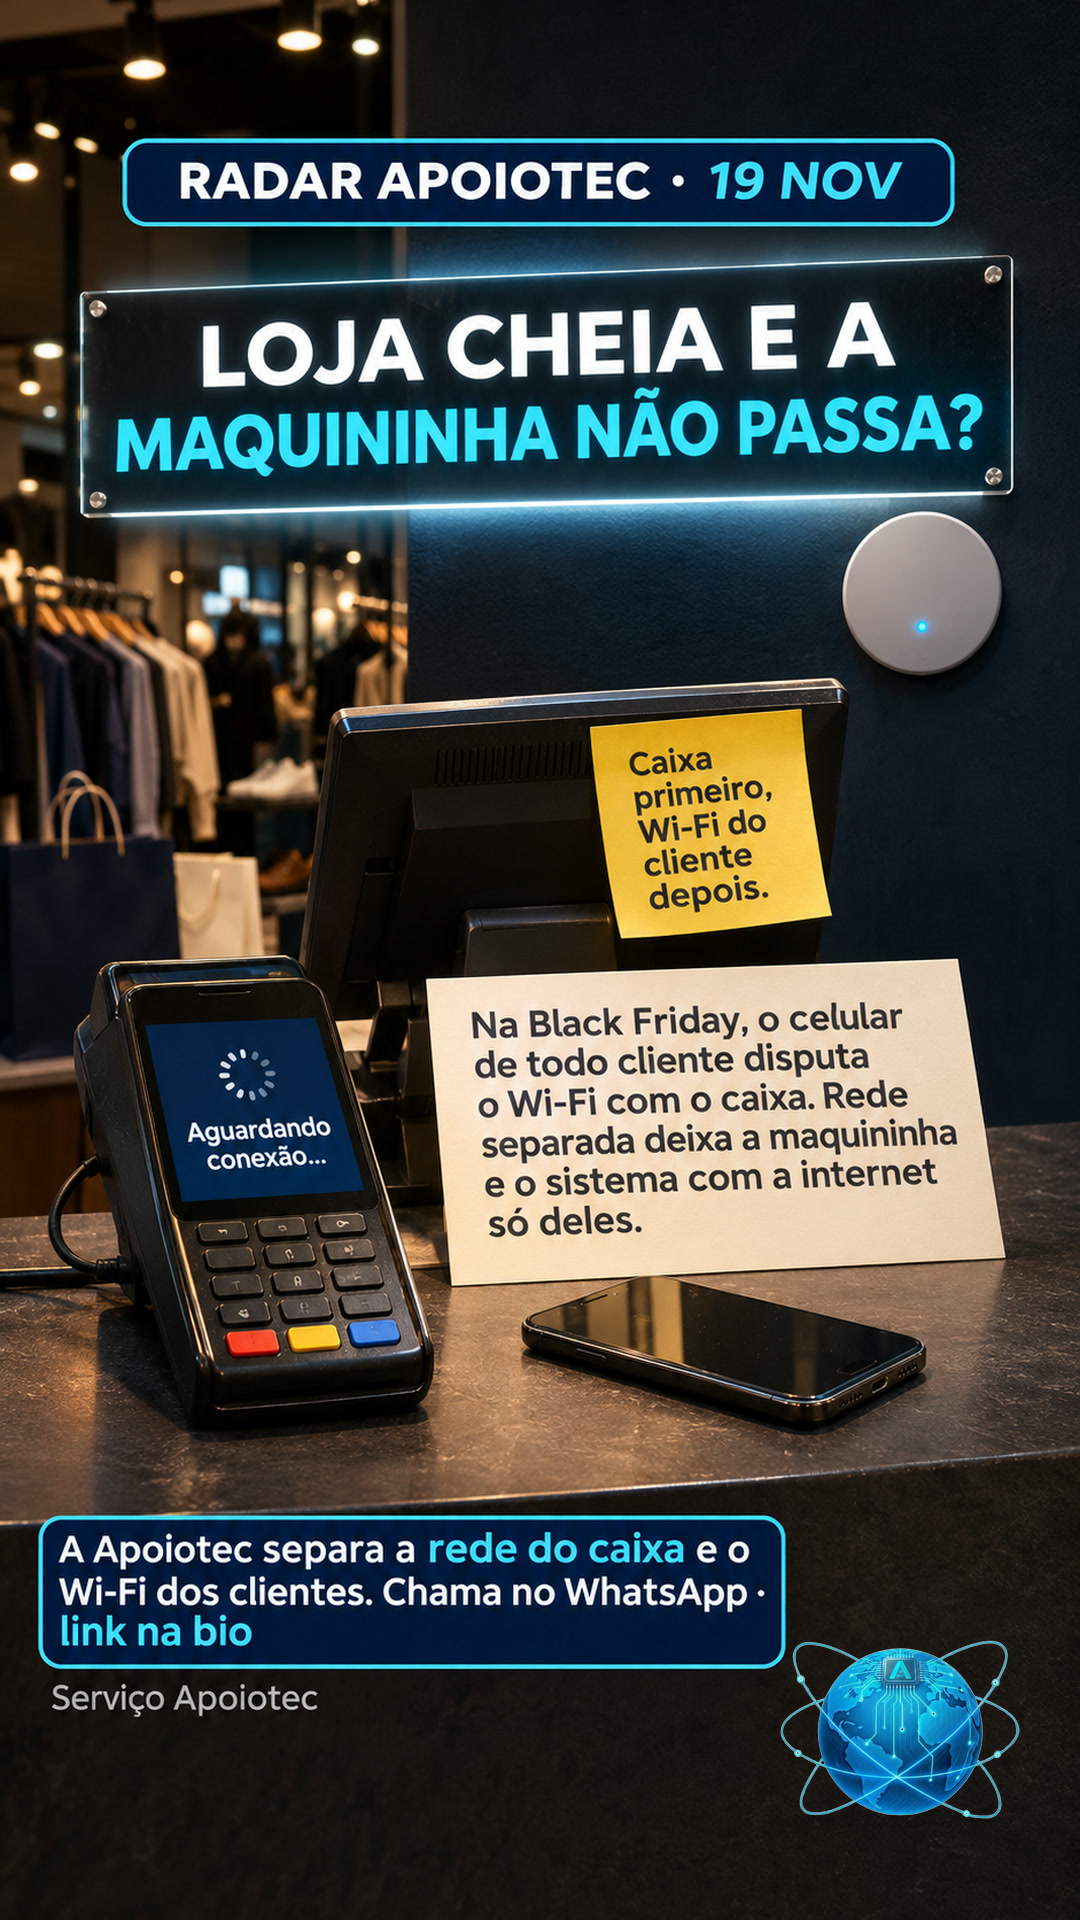 RADAR APOIOTEC · 19 NOV
LOJA CHEIA E A
MAQUININHA NÃO PASSA?
Caixa
primeiro,
Wi-Fi do
cliente
depois.
Na Black Friday, o celular
de todo cliente disputa
o Wi-Fi com o caixa. Rede
separada deixa a maquininha
e o sistema com a internet
só deles.
Aguardando
conexão...
A Apoiotec separa a rede do caixa e o
Wi-Fi dos clientes. Chama no WhatsApp ·
link na bio
Serviço Apoiotec
A